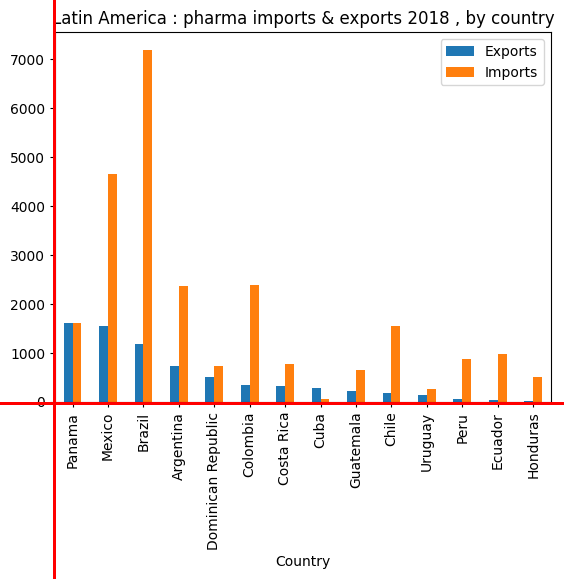 Latin America : pharma imports & exports 2018 , by country
Exports
Imports
7000
6000
5000
4000
3000
2000
1000
0
Panama
Mexico
Brazil
Argentina
Dominican Republic
Colombia
Costa Rica
Cuba
Guatemala
Chile
Uruguay
Peru
Ecuador
Honduras
Country